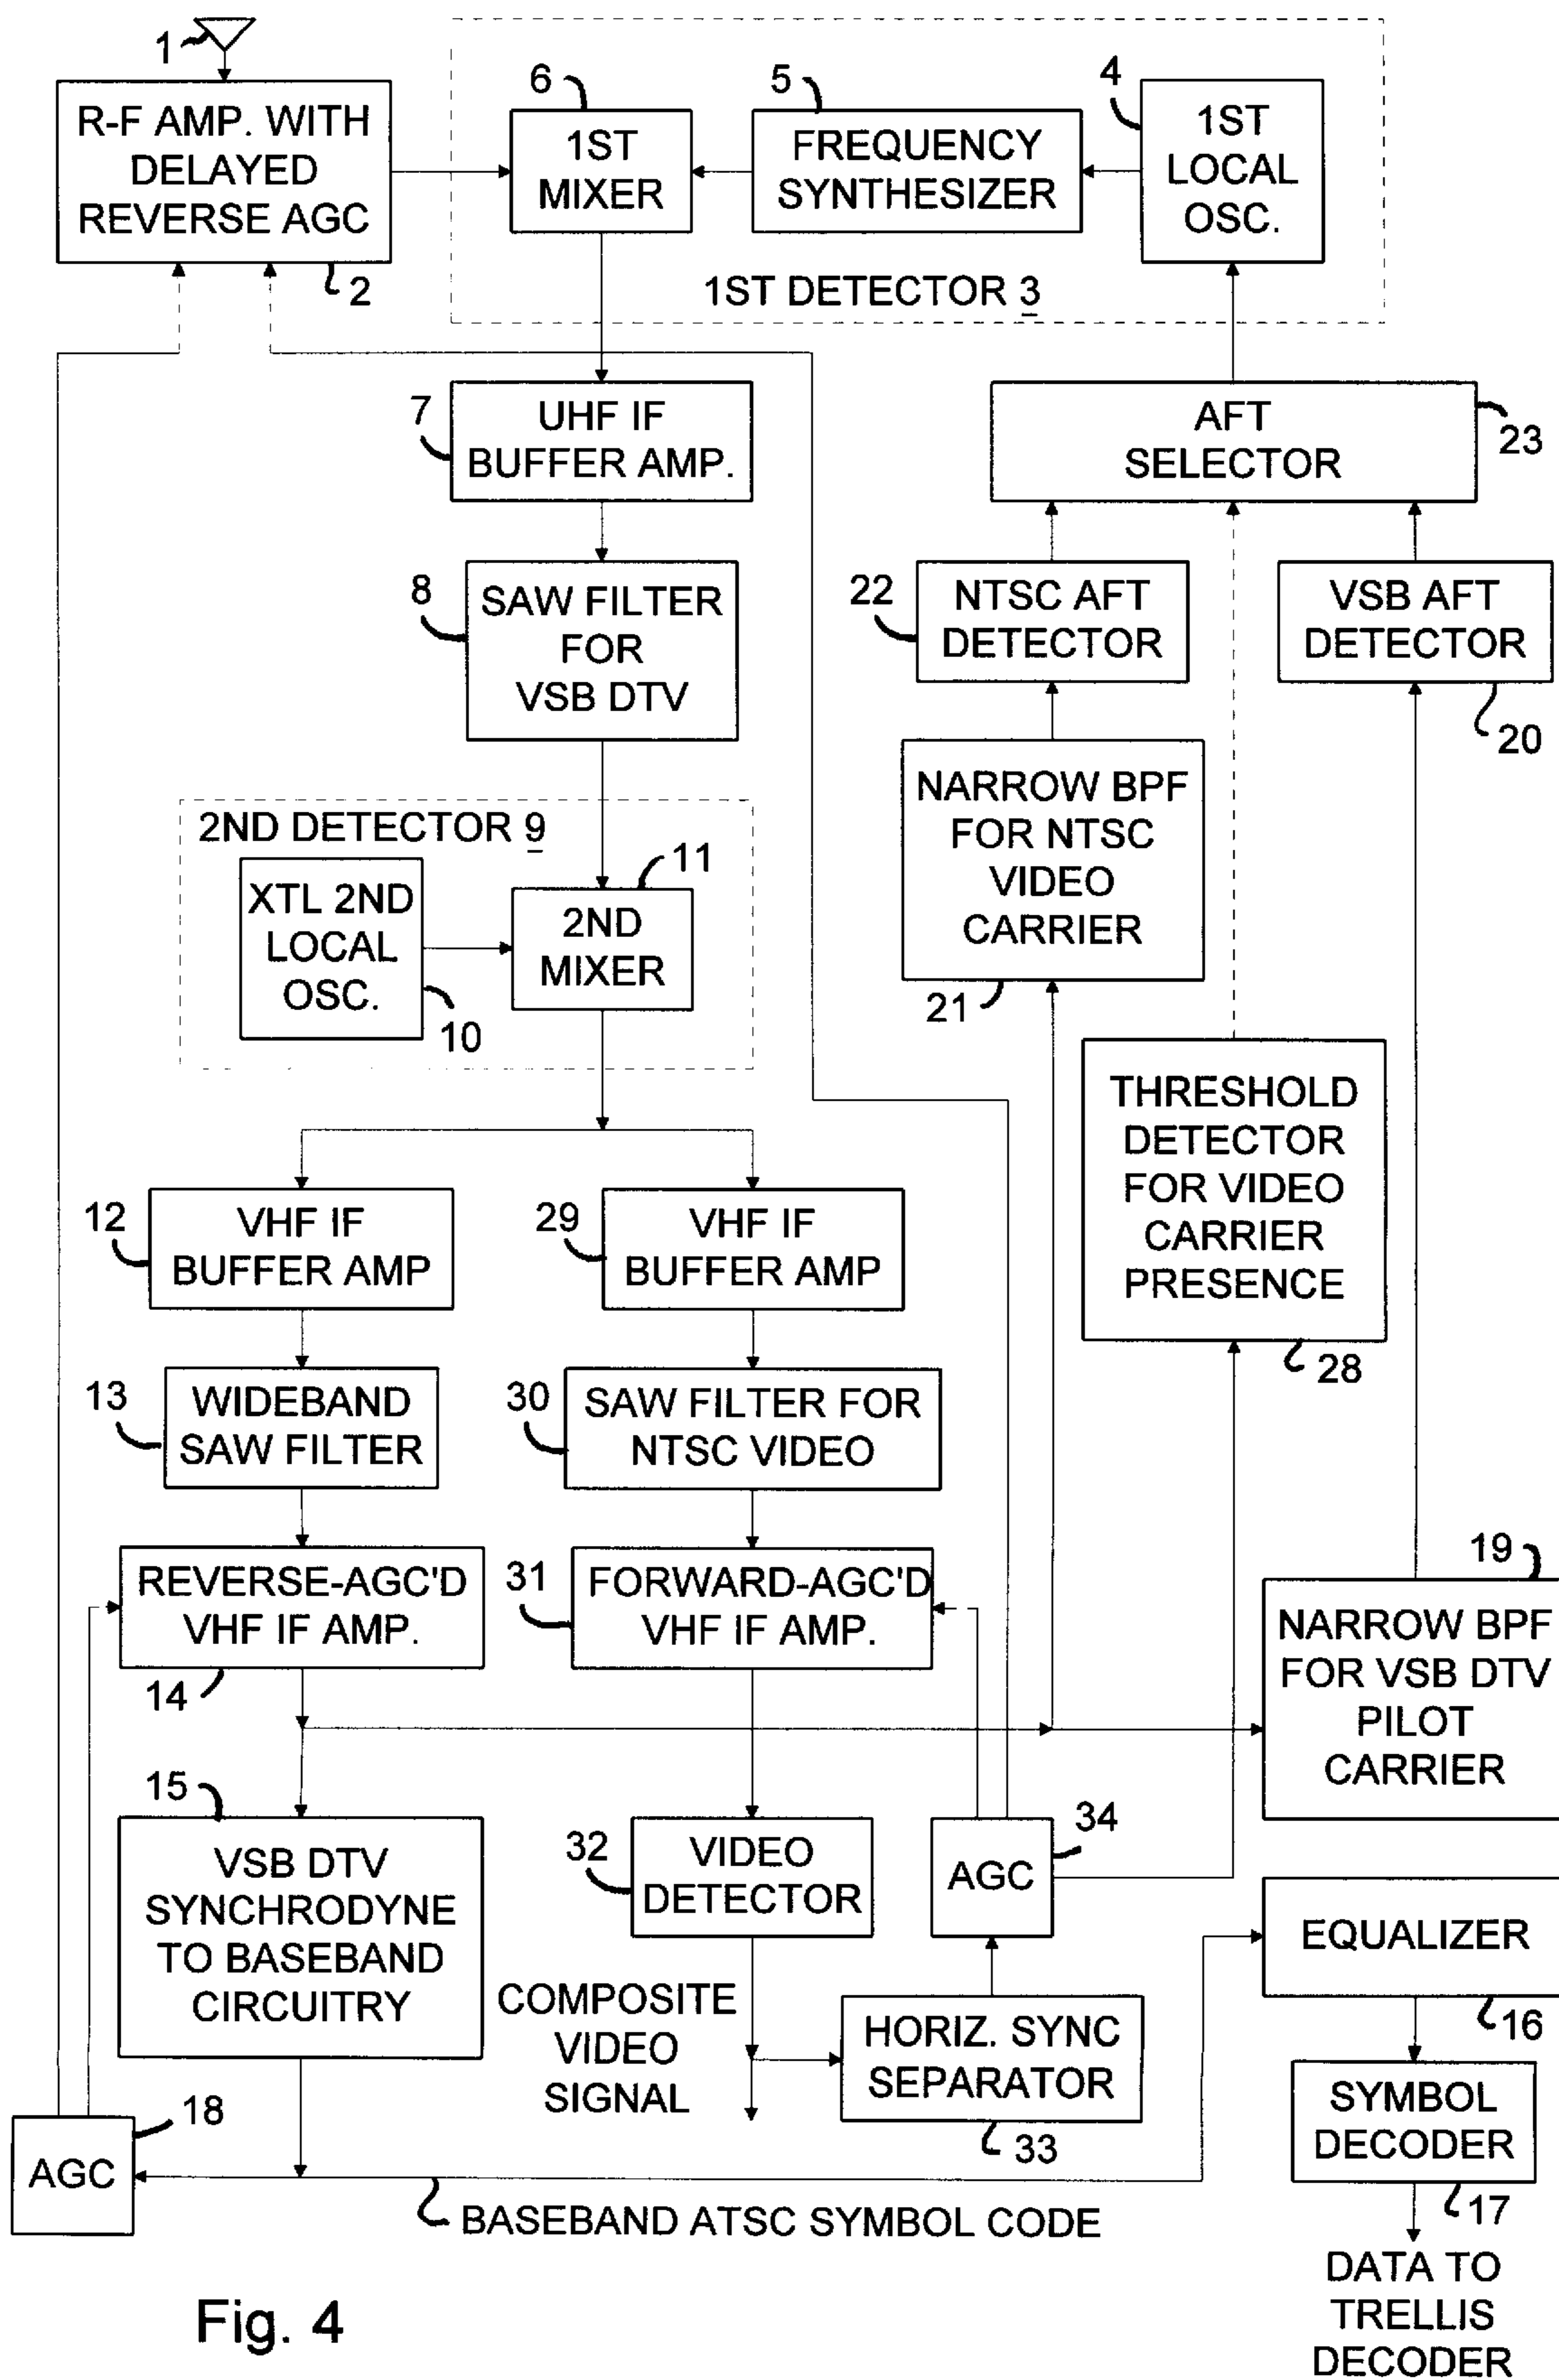 1
R-F AMP. WITH
DELAYED
REVERSE AGC
2
6
1ST
MIXER
5
FREQUENCY
SYNTHESIZER
4
1ST
LOCAL
OSC.
1ST DETECTOR 3
7
UHF IF
BUFFER AMP.
AFT
SELECTOR
23
8
SAW FILTER
FOR
VSB DTV
22
NTSC AFT
DETECTOR
VSB AFT
DETECTOR
20
2ND DETECTOR 9
XTL 2ND
LOCAL
OSC.
10
11
2ND
MIXER
NARROW BPF
FOR NTSC
VIDEO
CARRIER
21
THRESHOLD
DETECTOR
FOR VIDEO
CARRIER
PRESENCE
28
12
VHF IF
BUFFER AMP
29
VHF IF
BUFFER AMP
13
WIDEBAND
SAW FILTER
30
SAW FILTER FOR
NTSC VIDEO
REVERSE-AGC'D
VHF IF AMP.
14
31
FORWARD-AGC'D
VHF IF AMP.
19
NARROW BPF
FOR VSB DTV
PILOT
CARRIER
15
VSB DTV
SYNCHRODYNE
TO BASEBAND
CIRCUITRY
32
VIDEO
DETECTOR
34
AGC
EQUALIZER
16
COMPOSITE
VIDEO
SIGNAL
HORIZ. SYNC
SEPARATOR
33
SYMBOL
DECODER
17
18
AGC
BASEBAND ATSC SYMBOL CODE
DATA TO
TRELLIS
DECODER
Fig. 4